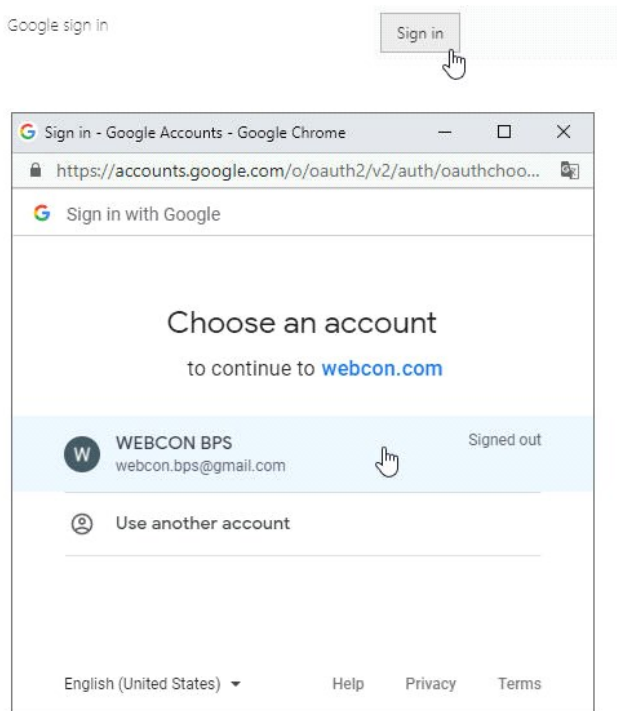 Google sign in
Sign in
Sign in - Google Accounts - Google Chrome
https://accounts.google.com/o/oauth2/v2/auth/oauthchoo...
Sign in with Google
Choose an account
to continue to webcon.com
W
WEBCON BPS
Signed out
webcon.bps@gmail.com
Use another account
English (United States)
Help Privacy Terms